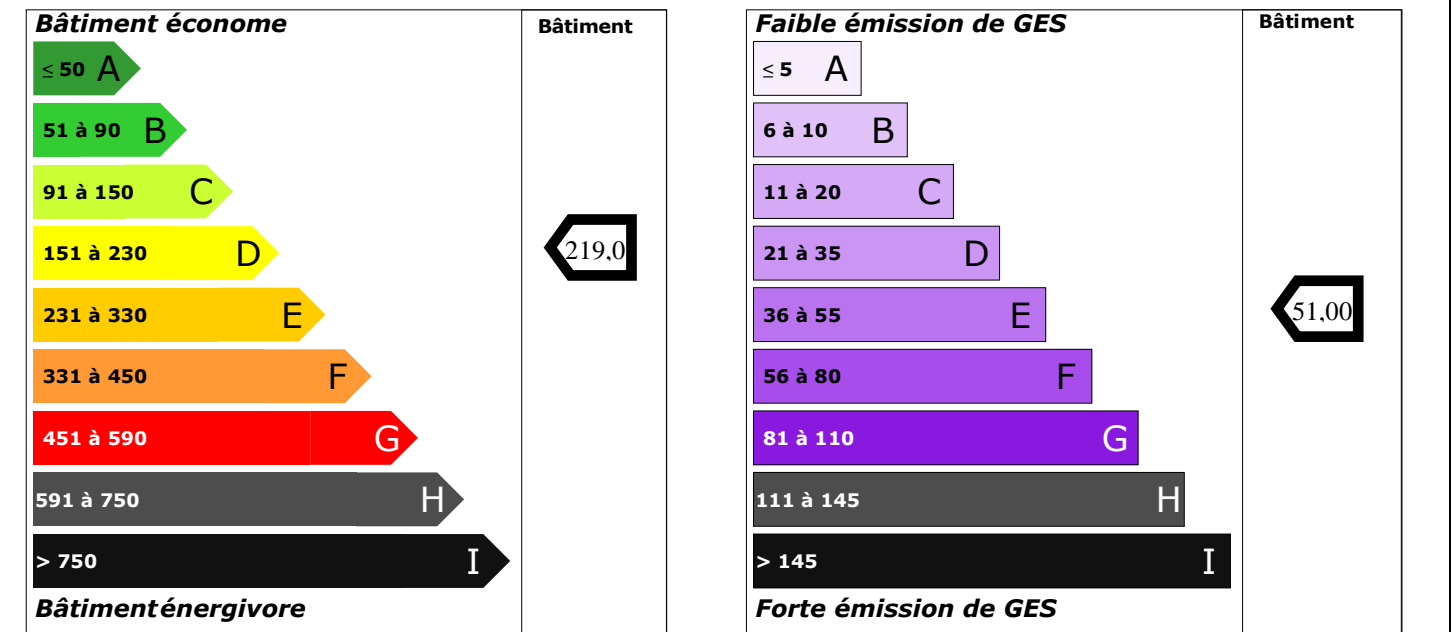 Bâtiment économe
Bâtiment
≤ 50 A
51 à 90 B
91 à 150 C
151 à 230 D
219,0
231 à 330 E
331 à 450 F
451 à 590 G
591 à 750 H
> 750 I
Bâtiment énergivore
Faible émission de GES
Bâtiment
≤ 5 A
6 à 10 B
11 à 20 C
21 à 35 D
36 à 55 E
51,00
56 à 80 F
81 à 110 G
111 à 145 H
> 145 I
Forte émission de GES